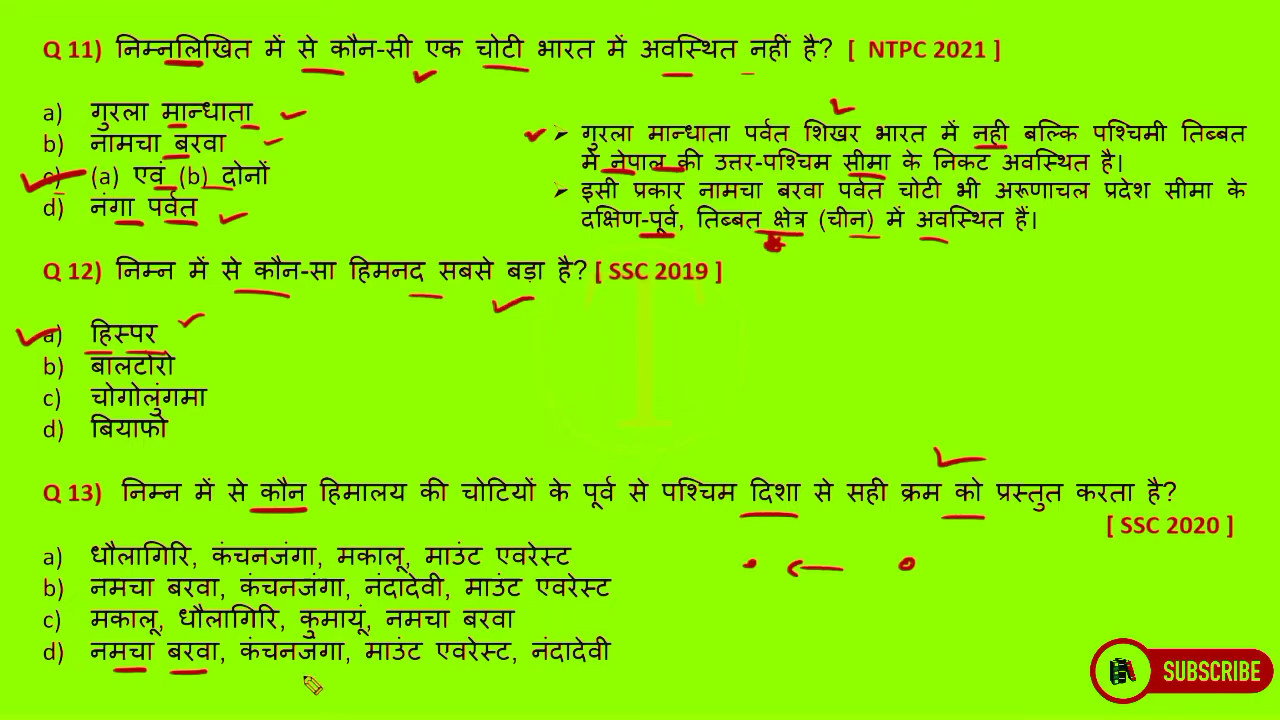 Q 11) निम्नलिखित में से कौन-सी एक चोटी भारत में अवस्थित नहीं है? [ NTPC 2021 ]
a) गुरला मान्धाता
b) नामचा बरवा
c) (a) एवं (b) दोनों
d) नंगा पर्वत
➢ गुरला मान्धाता पर्वत शिखर भारत में नही बल्कि पश्चिमी तिब्बत
में नेपाल की उत्तर-पश्चिम सीमा के निकट अवस्थित है।
➢ इसी प्रकार नामचा बरवा पर्वत चोटी भी अरूणाचल प्रदेश सीमा के
दक्षिण-पूर्व, तिब्बत क्षेत्र (चीन) में अवस्थित हैं।
Q 12) निम्न में से कौन-सा हिमनद सबसे बड़ा है? [ SSC 2019 ]
a) हिस्पर
b) बालटोरो
c) चोगोलुंगमा
d) बियाफो
Q 13) निम्न में से कौन हिमालय की चोटियों के पूर्व से पश्चिम दिशा से सही क्रम को प्रस्तुत करता है?
[ SSC 2020 ]
a) धौलागिरि, कंचनजंगा, मकालू, माउंट एवरेस्ट
b) नमचा बरवा, कंचनजंगा, नंदादेवी, माउंट एवरेस्ट
c) मकालू, धौलागिरि, कुमायूं, नमचा बरवा
d) नमचा बरवा, कंचनजंगा, माउंट एवरेस्ट, नंदादेवी
SUBSCRIBE